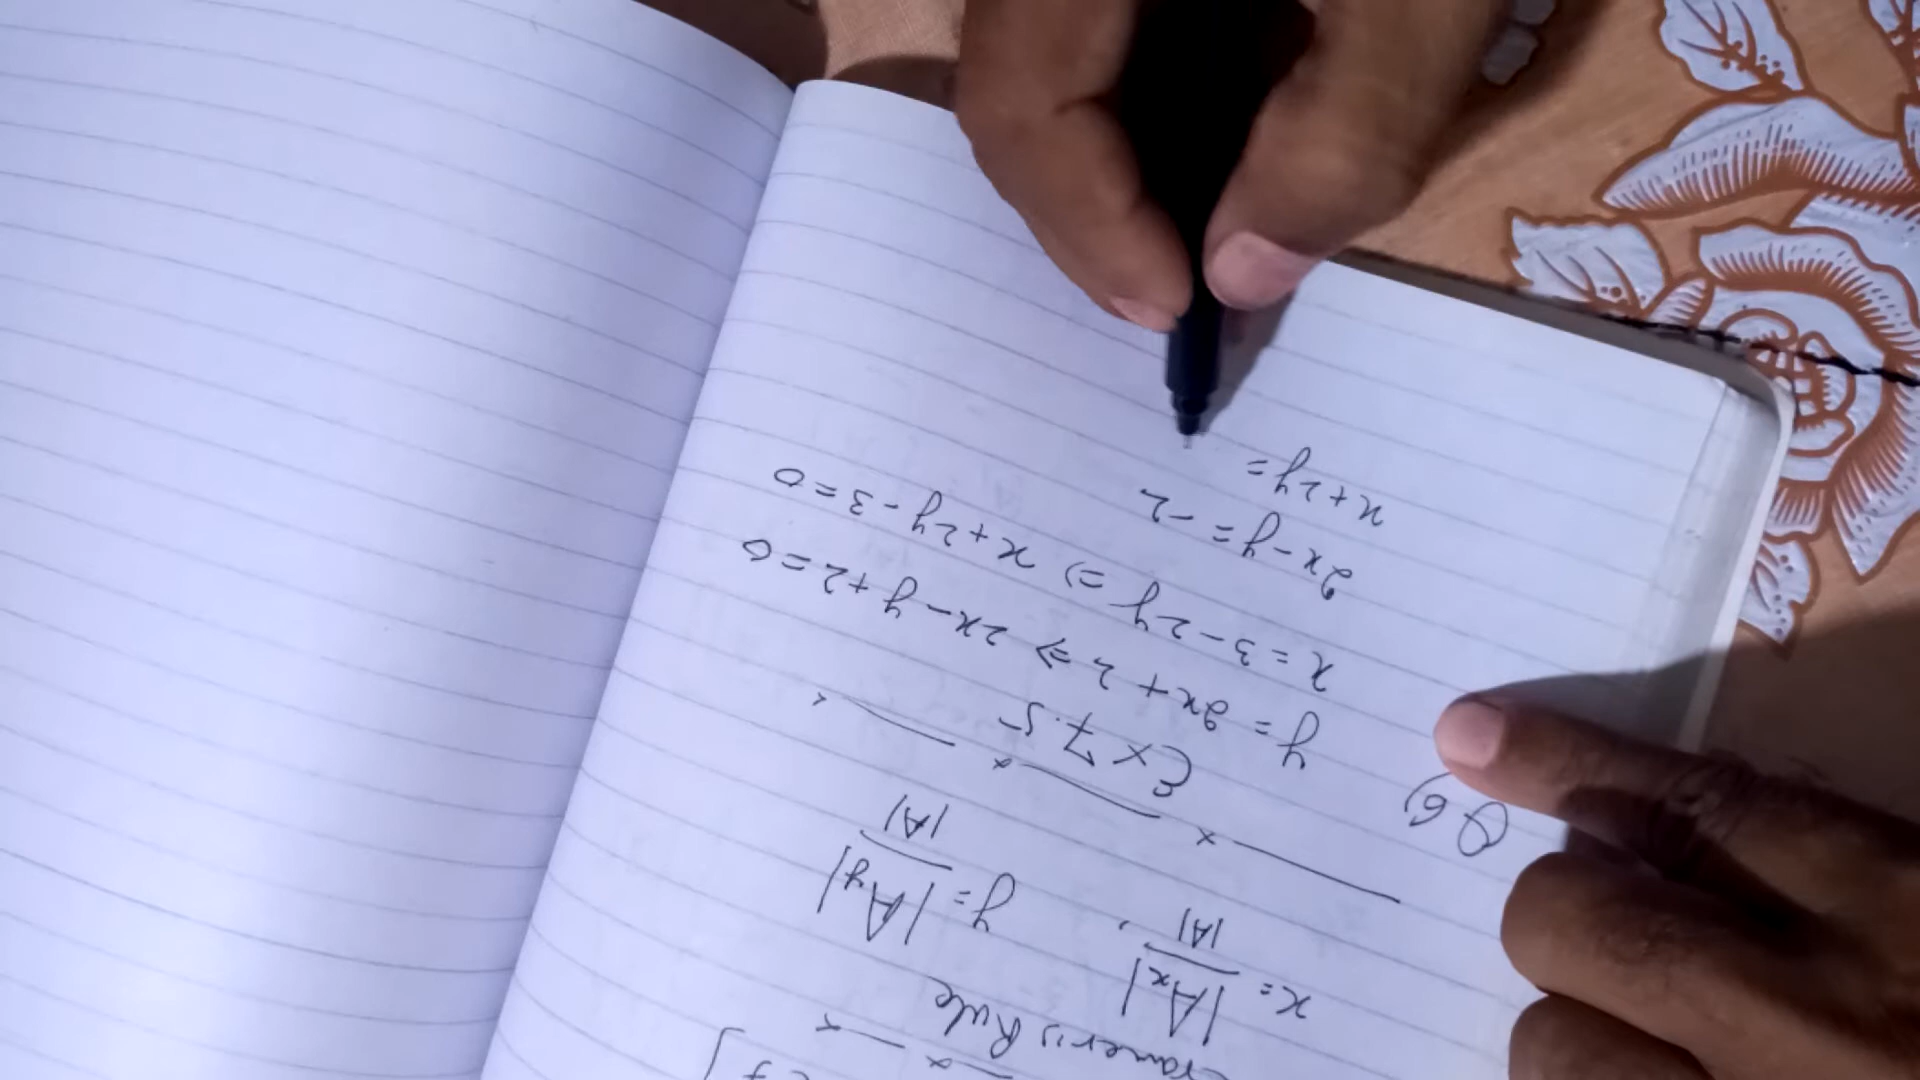 Cramer's Rule
x = |Ax| / |A| , y = |Ay| / |A|
Ex 7.5
Q6) y = 2x + 2 ⇒ 2x - y + 2 = 0
x = 3 - 2y ⇒ x + 2y - 3 = 0
2x - y = -2
x + 2y =